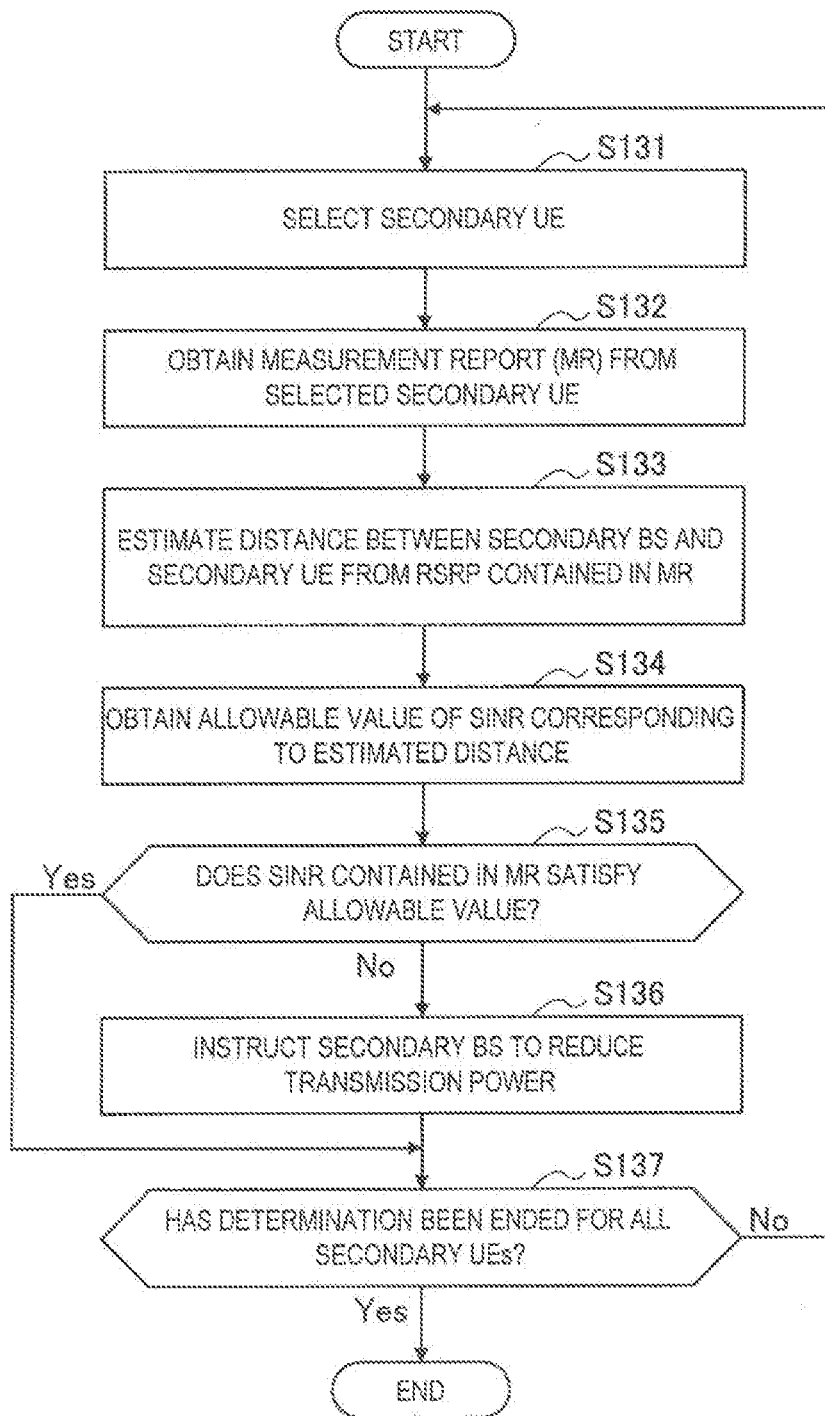 START
S131
SELECT SECONDARY UE
S132
OBTAIN MEASUREMENT REPORT (MR) FROM
SELECTED SECONDARY UE
S133
ESTIMATE DISTANCE BETWEEN SECONDARY BS AND
SECONDARY UE FROM RSRP CONTAINED IN MR
S134
OBTAIN ALLOWABLE VALUE OF SINR CORRESPONDING
TO ESTIMATED DISTANCE
S135
Yes
DOES SINR CONTAINED IN MR SATISFY
ALLOWABLE VALUE?
No
S136
INSTRUCT SECONDARY BS TO REDUCE
TRANSMISSION POWER
S137
HAS DETERMINATION BEEN ENDED FOR ALL
SECONDARY UEs?
No
Yes
END